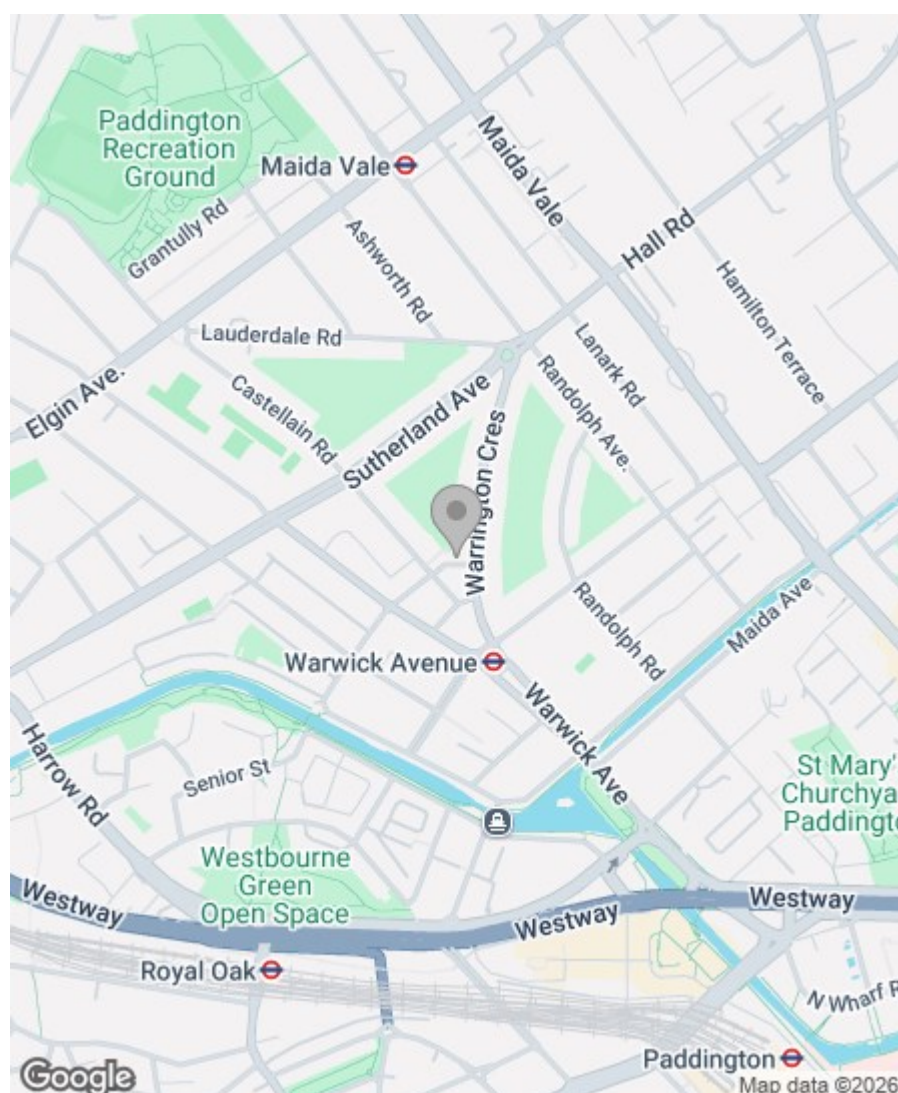 Paddington
Recreation
Ground
Maida Vale
Maida Vale
Hall Rd
Grantully Rd
Ashworth Rd
Hamilton Terrace
Lauderdale Rd
Lanark Rd
Elgin Ave.
Castellain Rd
Sutherland Ave
Randolph Ave.
Warrington Cres
Maida Ave
Randolph Rd
Warwick Avenue
Warwick Ave
Harrow Rd
Senior St
St Mary'
Churchya
Paddingto
Westbourne
Green
Open Space
Westway
Westway
Westway
Royal Oak
N Wharf R
Paddington
Google
Map data ©2026